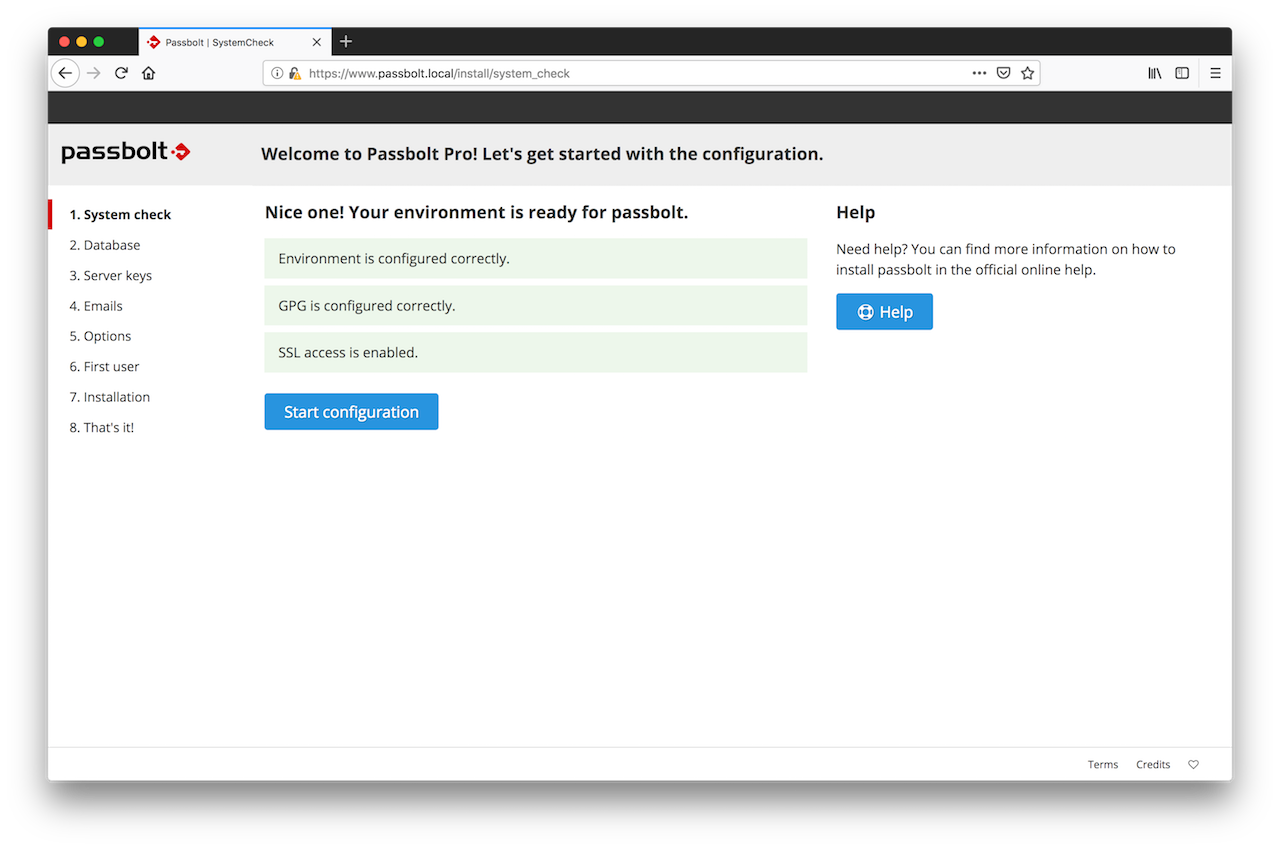 Passbolt | SystemCheck
https://www.passbolt.local/install/system_check
passbolt
Welcome to Passbolt Pro! Let's get started with the configuration.
1. System check
2. Database
3. Server keys
4. Emails
5. Options
6. First user
7. Installation
8. That's it!
Nice one! Your environment is ready for passbolt.
Environment is configured correctly.
GPG is configured correctly.
SSL access is enabled.
Start configuration
Help
Need help? You can find more information on how to
install passbolt in the official online help.
Help
Terms
Credits